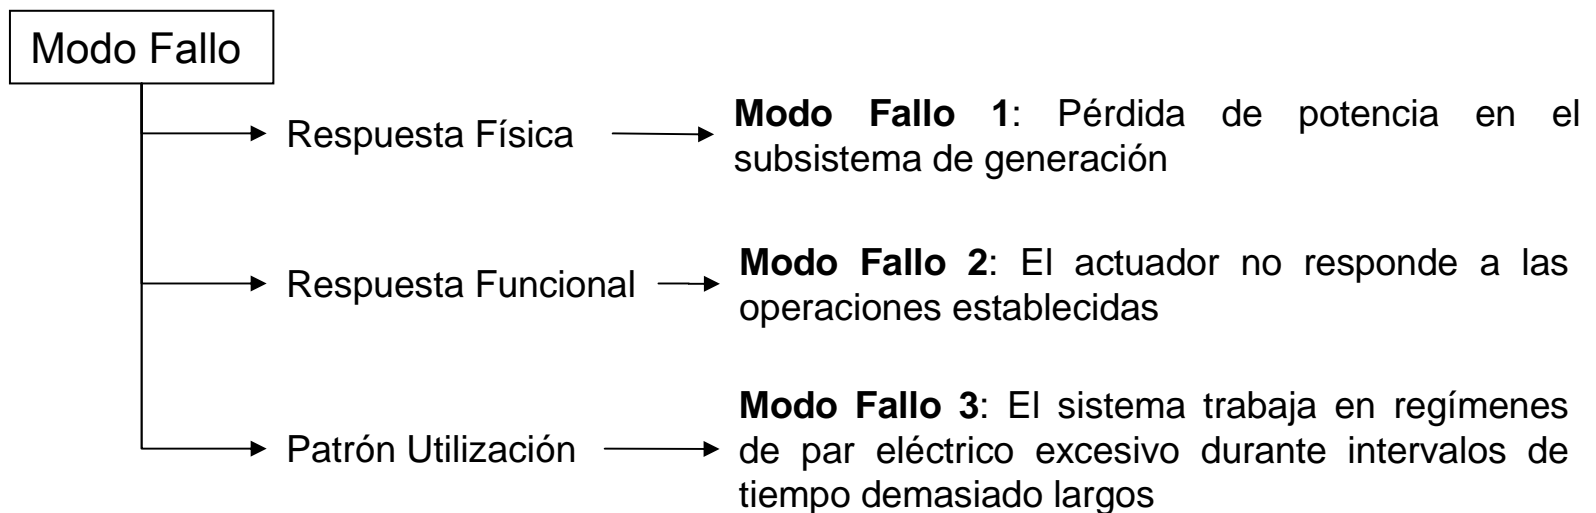 Modo Fallo
Respuesta Física
Modo Fallo 1: Pérdida de potencia en el
subsistema de generación
Respuesta Funcional
Modo Fallo 2: El actuador no responde a las
operaciones establecidas
Patrón Utilización
Modo Fallo 3: El sistema trabaja en regímenes
de par eléctrico excesivo durante intervalos de
tiempo demasiado largos